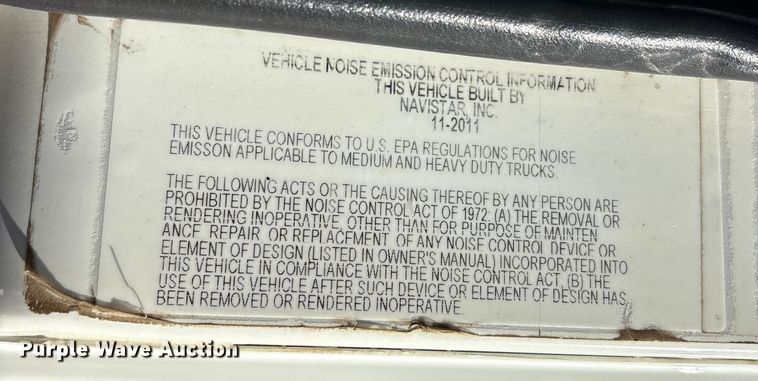 VEHICLE NOISE EMISSION CONTROL INFORMATION
THIS VEHICLE BUILT BY
NAVISTAR, INC.
11-2011
THIS VEHICLE CONFORMS TO U.S. EPA REGULATIONS FOR NOISE
EMISSON APPLICABLE TO MEDIUM AND HEAVY DUTY TRUCKS.
THE FOLLOWING ACTS OR THE CAUSING THEREOF BY ANY PERSON ARE
PROHIBITED BY THE NOISE CONTROL ACT OF 1972: (A) THE REMOVAL OR
RENDERING INOPERATIVE, OTHER THAN FOR PURPOSE OF MAINTEN
ANCE, REPAIR, OR REPLACEMENT, OF ANY NOISE CONTROL DEVICE OR
ELEMENT OF DESIGN (LISTED IN OWNER'S MANUAL) INCORPORATED INTO
THIS VEHICLE IN COMPLIANCE WITH THE NOISE CONTROL ACT, (B) THE
USE OF THIS VEHICLE AFTER SUCH DEVICE OR ELEMENT OF DESIGN HAS
BEEN REMOVED OR RENDERED INOPERATIVE.
Purple Wave Auction